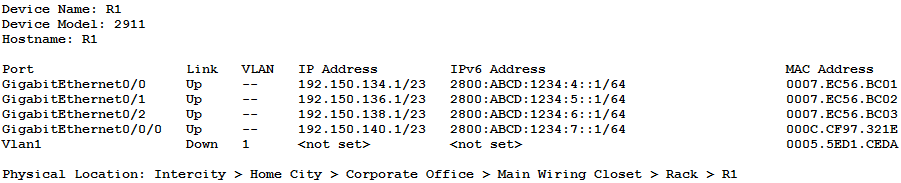 Device Name: R1
Device Model: 2911
Hostname: R1
Port Link VLAN IP Address IPv6 Address MAC Address
GigabitEthernet0/0 Up -- 192.150.134.1/23 2800:ABCD:1234:4::1/64 0007.EC56.BC01
GigabitEthernet0/1 Up -- 192.150.136.1/23 2800:ABCD:1234:5::1/64 0007.EC56.BC02
GigabitEthernet0/2 Up -- 192.150.138.1/23 2800:ABCD:1234:6::1/64 0007.EC56.BC03
GigabitEthernet0/0/0 Up -- 192.150.140.1/23 2800:ABCD:1234:7::1/64 000C.CF97.321E
Vlan1 Down 1 <not set> <not set> 0005.5ED1.CEDA
Physical Location: Intercity > Home City > Corporate Office > Main Wiring Closet > Rack > R1